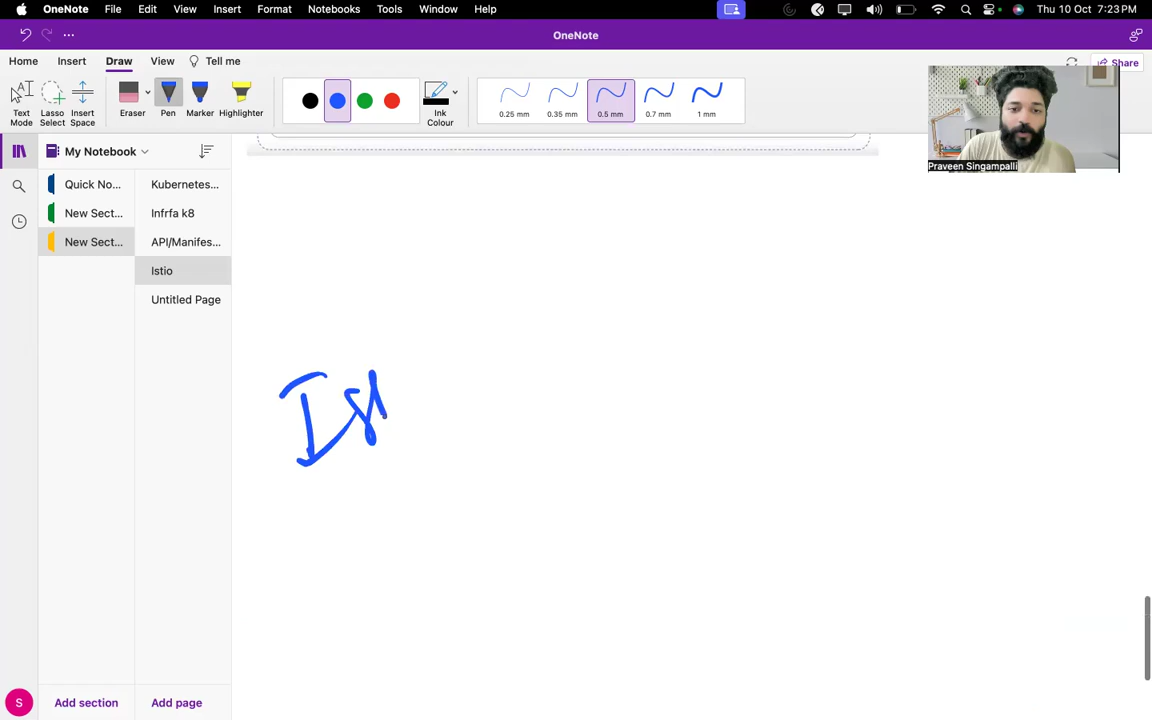 OneNote File Edit View Insert Format Notebooks Tools Window Help Thu 10 Oct 7:23 PM
OneNote
Home Insert Draw View Tell me Share
Text Mode Lasso Select Insert Space Eraser Pen Marker Highlighter Ink Colour 0.25 mm 0.35 mm 0.5 mm 0.7 mm 1 mm
My Notebook
Praveen Singampalli
Quick No... Kubernetes...
New Sect... Infrfa k8
New Sect... API/Manifes...
Istio
Untitled Page
Is
S Add section Add page